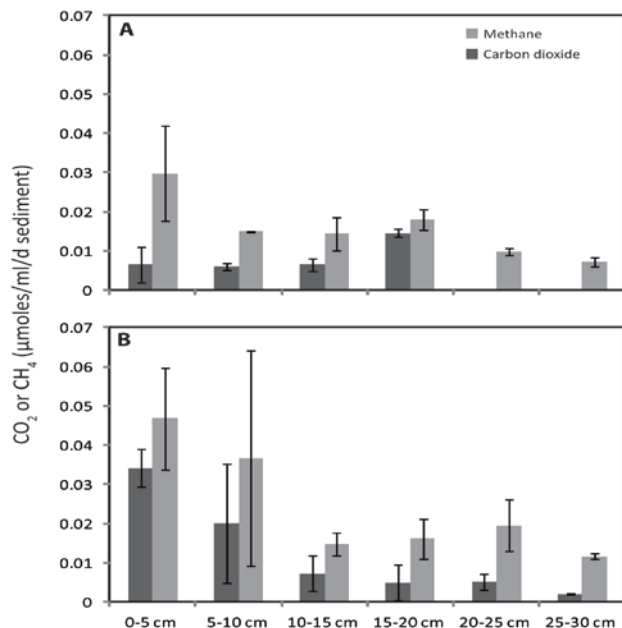 0.07
A
Methane
Carbon dioxide
0.06
0.05
0.04
0.03
0.02
0.01
0
CO₂ or CH₄ (μmoles/ml/d sediment)
0.07
B
0.06
0.05
0.04
0.03
0.02
0.01
0
0-5 cm 5-10 cm 10-15 cm 15-20 cm 20-25 cm 25-30 cm